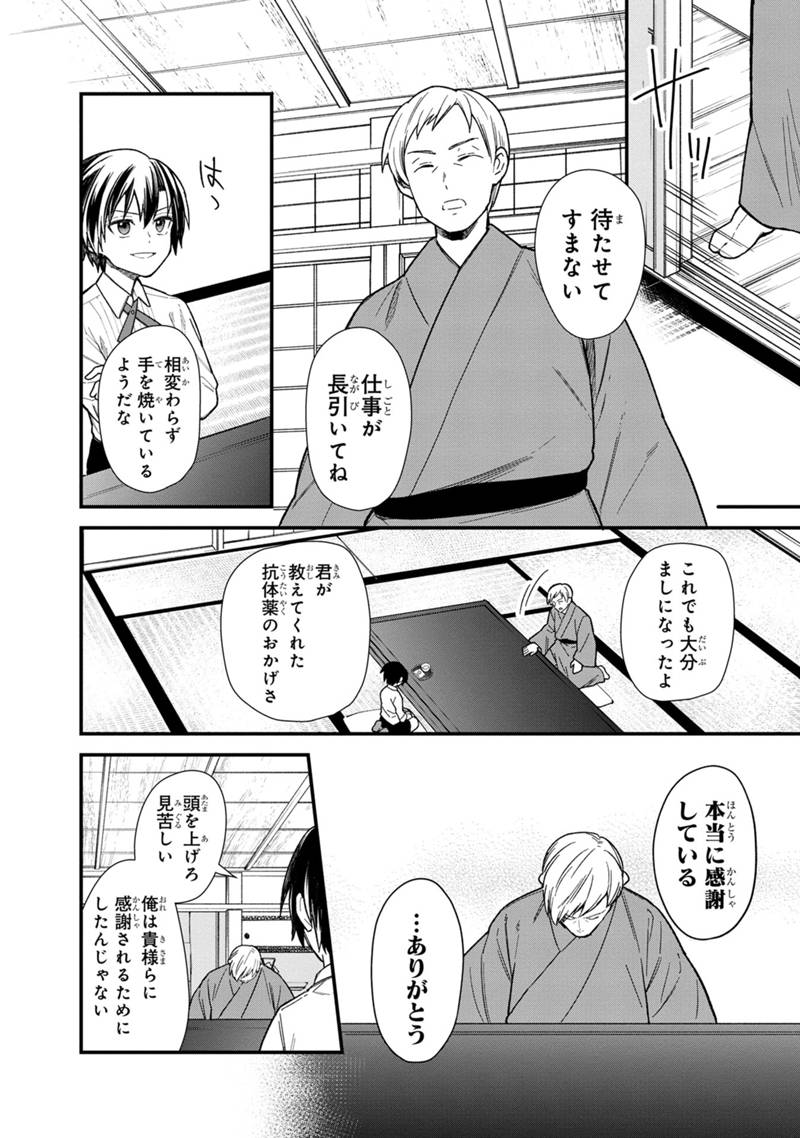 待たせて
すまない
仕事が
長引いてね
はっ
相変わらず
手を焼いている
ようだな
これでも大分
ましになったよ
君が
教えてくれた
抗体薬のおかげさ
本当に感謝
している
…ありがとう
頭を上げろ
見苦しい
俺は貴様らに
感謝されるために
したんじゃない